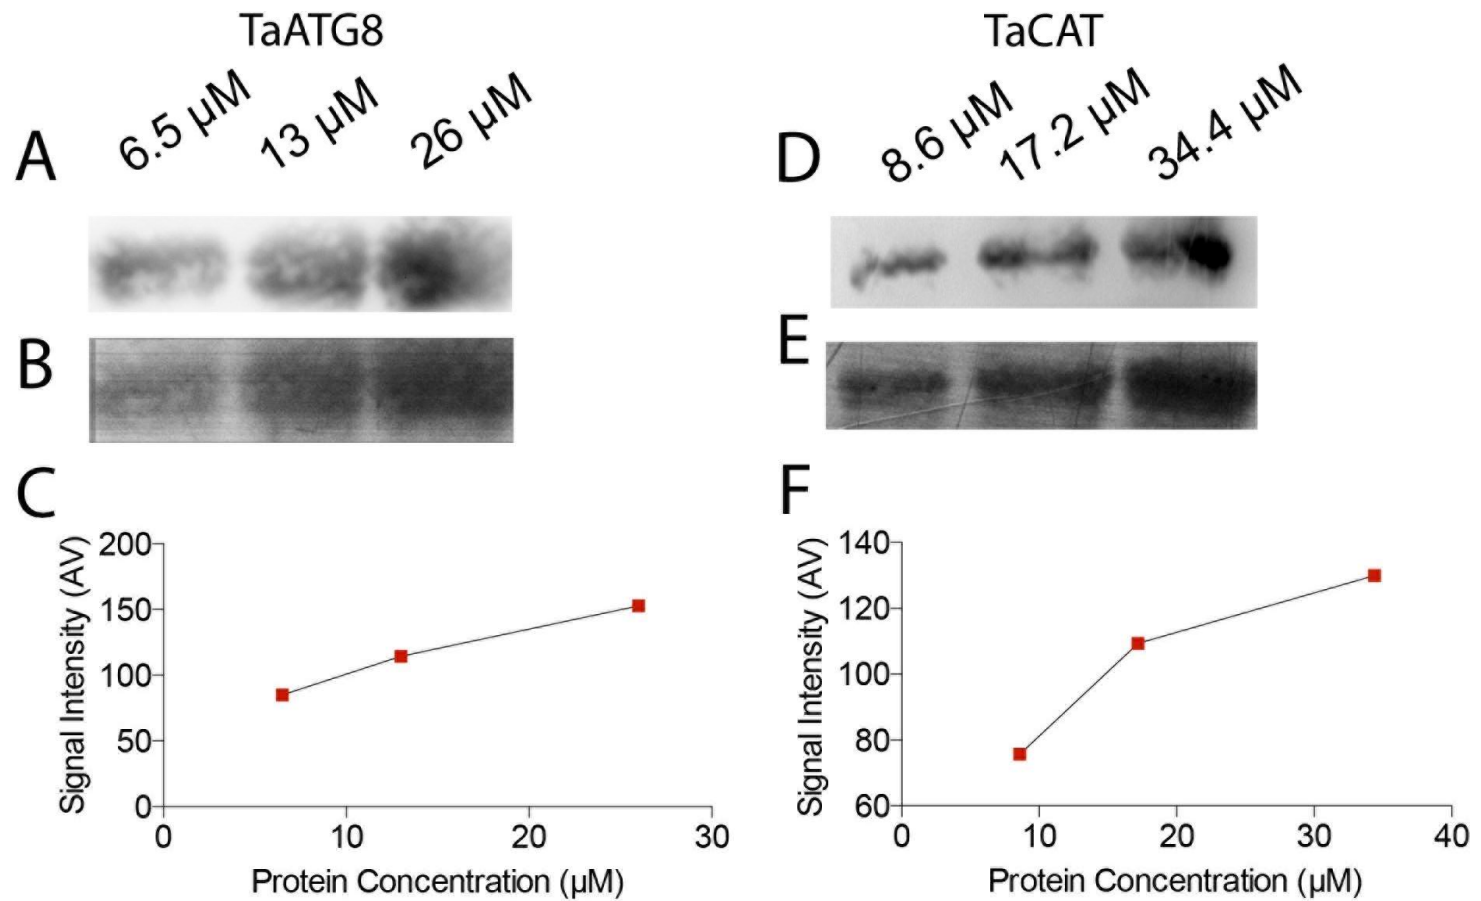 TaATG8
6.5 µM
13 µM
26 µM
A
B
C
Signal Intensity (AV)
200
150
100
50
0
0
10
20
30
Protein Concentration (µM)
TaCAT
8.6 µM
17.2 µM
34.4 µM
D
E
F
Signal Intensity (AV)
140
120
100
80
60
0
10
20
30
40
Protein Concentration (µM)